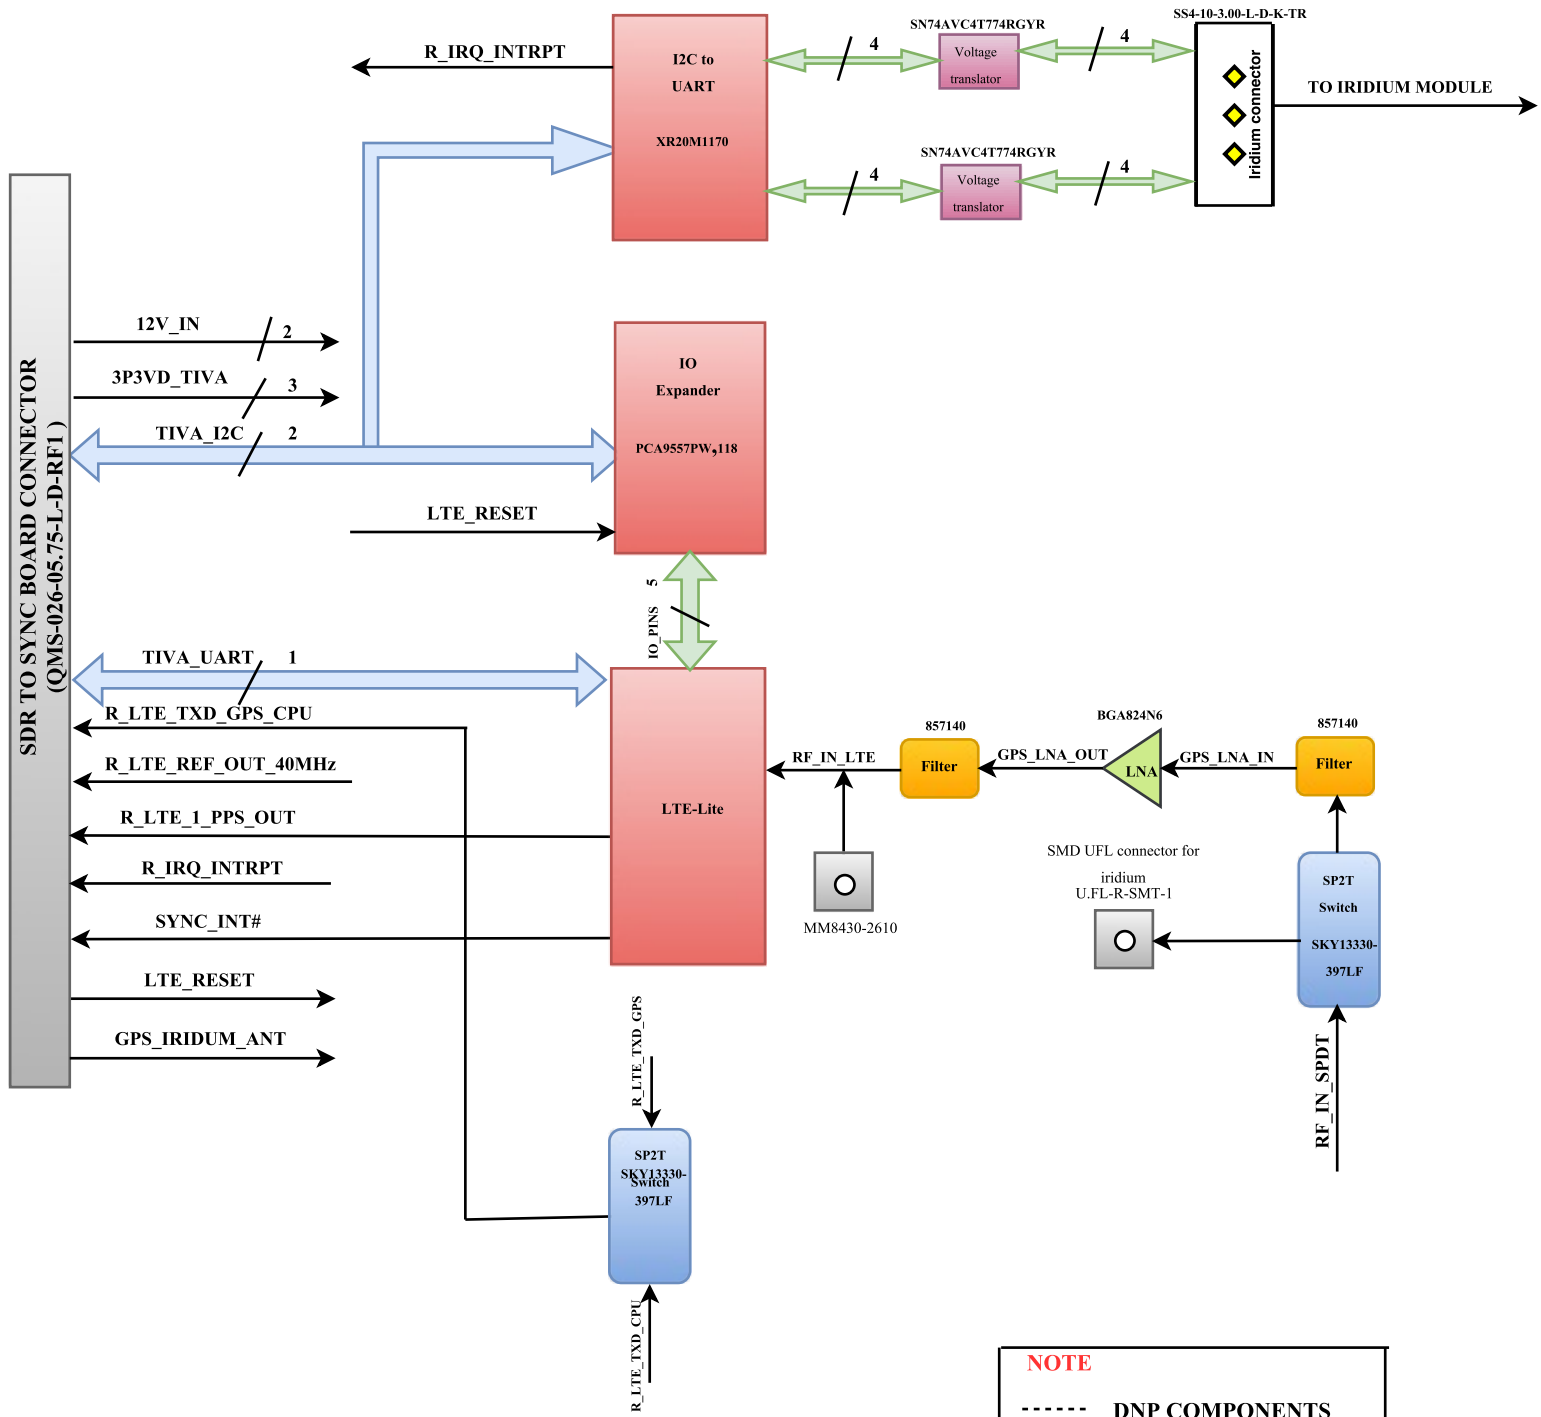 SS4-10-3.00-L-D-K-TR
SN74AVC4T774RGYR
R_IRQ_INTRPT
I2C to
UART
XR20M1170
4
Voltage
translator
4
Iridium connector
TO IRIDIUM MODULE
SN74AVC4T774RGYR
4
Voltage
translator
4
SDR TO SYNC BOARD CONNECTOR
(QMS-026-05.75-L-D-RF1 )
12V_IN
2
3P3VD_TIVA
3
TIVA_I2C
2
IO
Expander
PCA9557PW,118
LTE_RESET
IO_PINS
5
TIVA_UART
1
R_LTE_TXD_GPS_CPU
R_LTE_REF_OUT_40MHz
R_LTE_1_PPS_OUT
R_IRQ_INTRPT
SYNC_INT#
LTE_RESET
GPS_IRIDUM_ANT
LTE-Lite
RF_IN_LTE
857140
Filter
GPS_LNA_OUT
BGA824N6
LNA
GPS_LNA_IN
857140
Filter
MM8430-2610
SMD UFL connector for
iridium
U.FL-R-SMT-1
SP2T
Switch
SKY13330-
397LF
RF_IN_SPDT
R_LTE_TXD_GPS
SP2T
SKY13330-
Switch
397LF
R_LTE_TXD_CPU
NOTE
DNP COMPONENTS